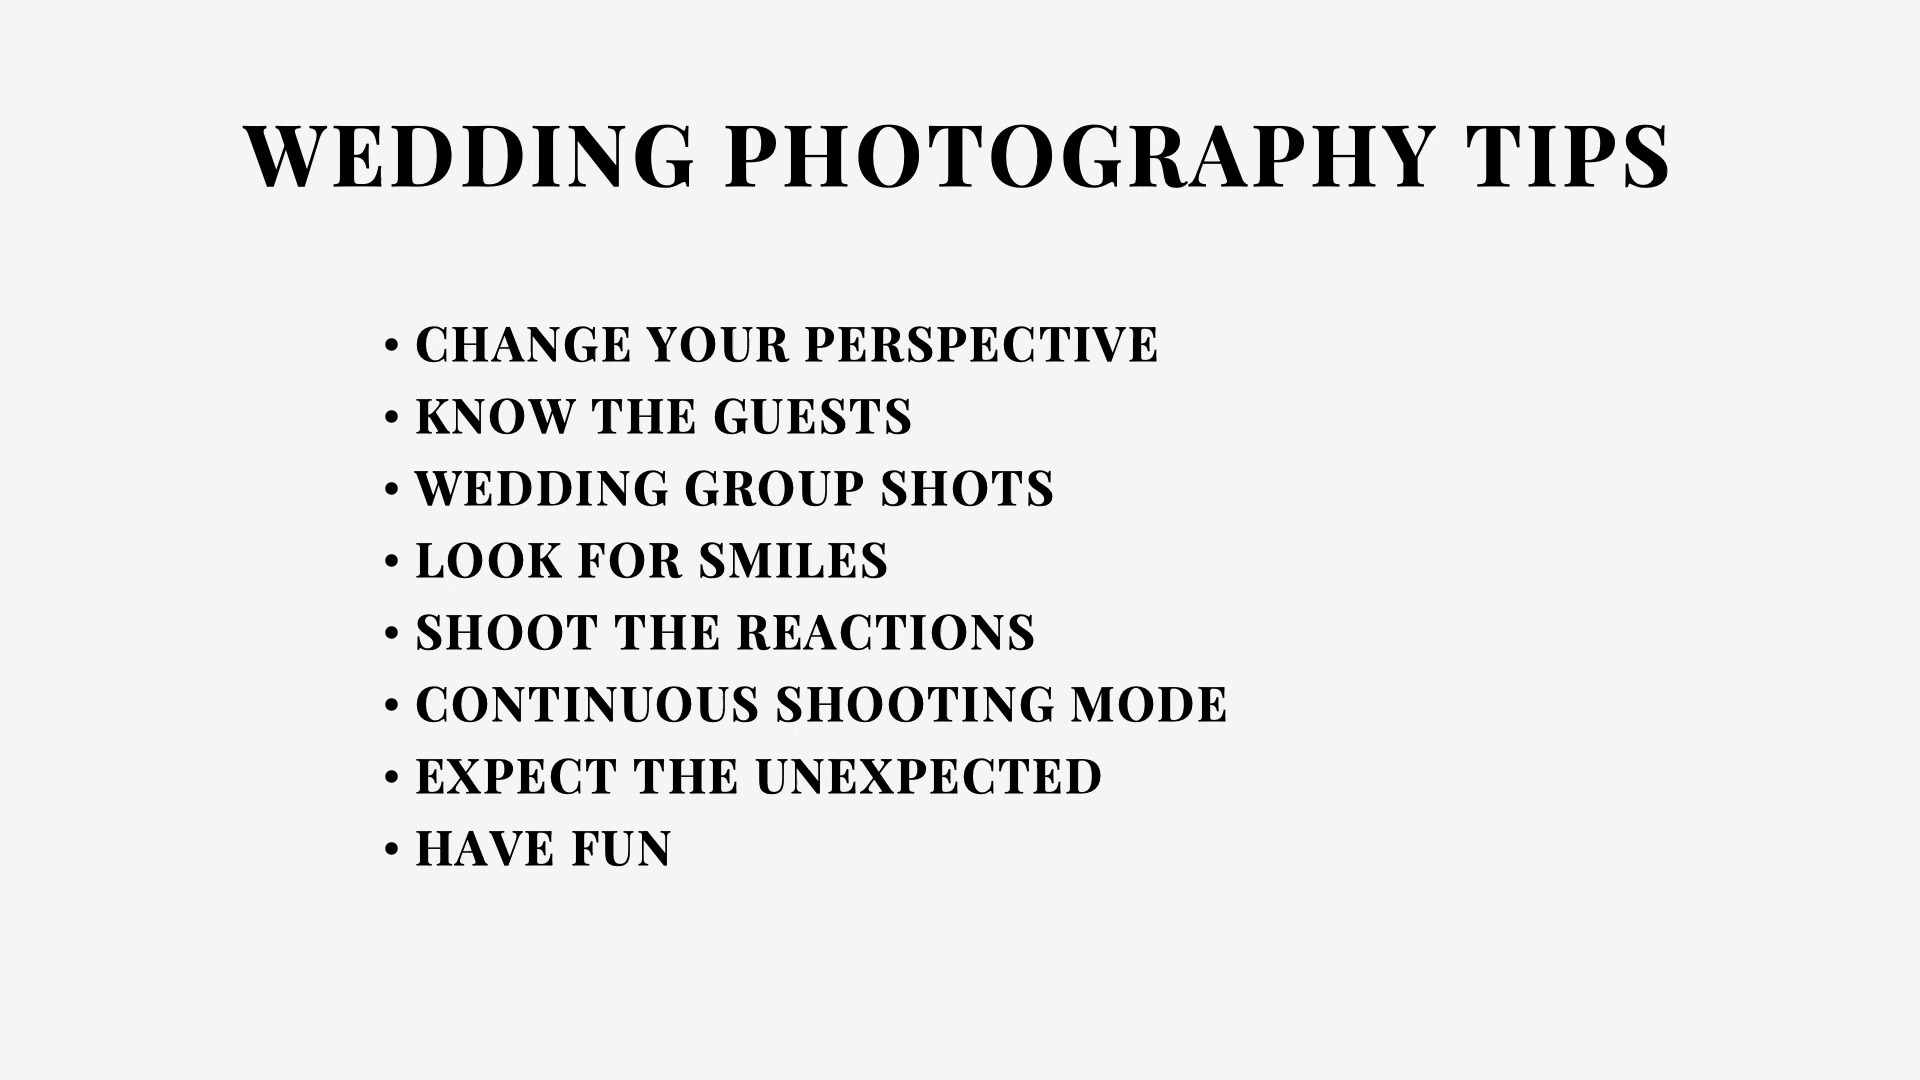 WEDDING PHOTOGRAPHY TIPS
• CHANGE YOUR PERSPECTIVE
• KNOW THE GUESTS
• WEDDING GROUP SHOTS
• LOOK FOR SMILES
• SHOOT THE REACTIONS
• CONTINUOUS SHOOTING MODE
• EXPECT THE UNEXPECTED
• HAVE FUN